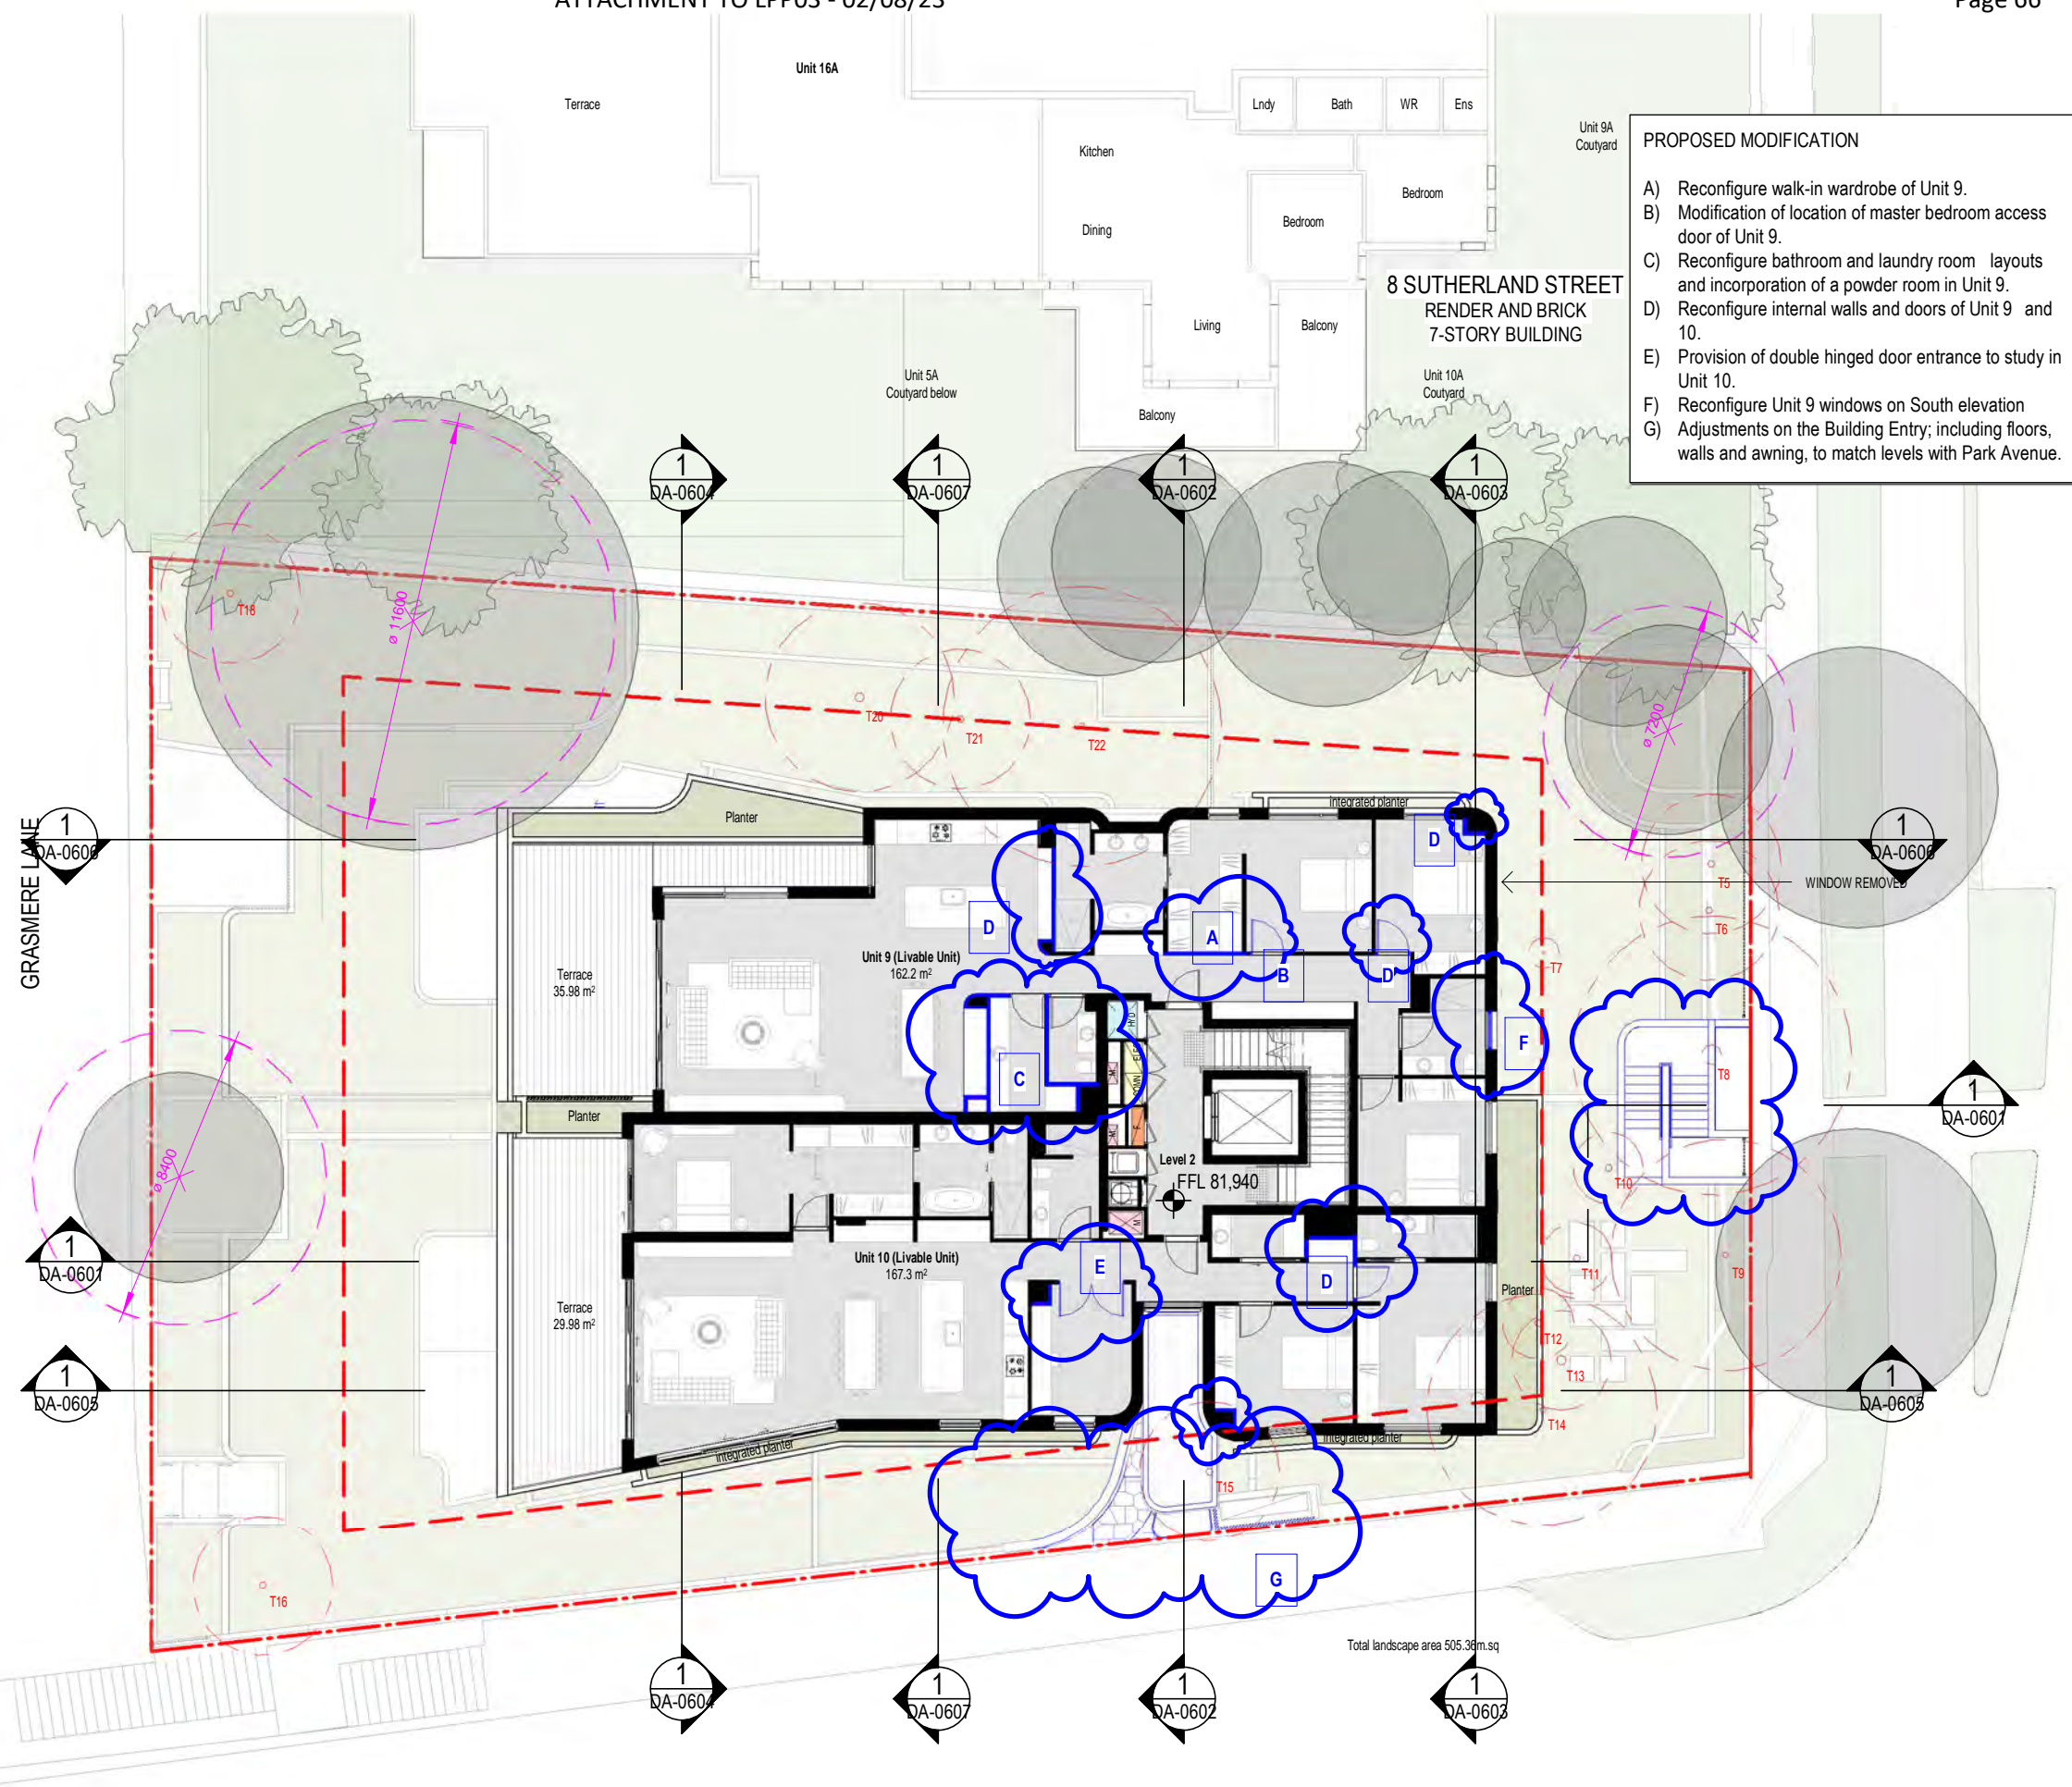 ATTACHMENT TO LPP03 - 02/08/23
Page 66
Unit 16A
Terrace
Lndy
Bath
WR
Ens
Unit 9A
Coutyard
Kitchen
Bedroom
Bedroom
Dining
PROPOSED MODIFICATION
A) Reconfigure walk-in wardrobe of Unit 9.
B) Modification of location of master bedroom access
door of Unit 9.
C) Reconfigure bathroom and laundry room layouts
and incorporation of a powder room in Unit 9.
D) Reconfigure internal walls and doors of Unit 9 and
10.
E) Provision of double hinged door entrance to study in
Unit 10.
F) Reconfigure Unit 9 windows on South elevation
G) Adjustments on the Building Entry; including floors,
walls and awning, to match levels with Park Avenue.
8 SUTHERLAND STREET
RENDER AND BRICK
7-STORY BUILDING
Living
Balcony
Unit 5A
Coutyard below
Unit 10A
Coutyard
Balcony
1
DA-0604
1
DA-0607
1
DA-0602
1
DA-0603
T18
ø 11600
T20
T21
T22
ø 7200
Planter
Integrated planter
GRASMERE LANE
1
DA-0606
1
DA-0606
D
T5
WINDOW REMOVED
T6
D
A
Unit 9 (Livable Unit)
162.2 m²
B
D
T7
Terrace
35.98 m²
HYD
F
C
T8
Planter
1
DA-0601
F
Level 2
FFL 81,940
ø 8400
T10
M
1
DA-0601
Unit 10 (Livable Unit)
167.3 m²
E
D
T11
T9
Planter
Terrace
29.98 m²
T12
T13
1
DA-0605
1
DA-0605
T14
Integrated planter
Integrated planter
T15
G
T16
Total landscape area 505.36m.sq
1
DA-0604
1
DA-0607
1
DA-0602
1
DA-0603